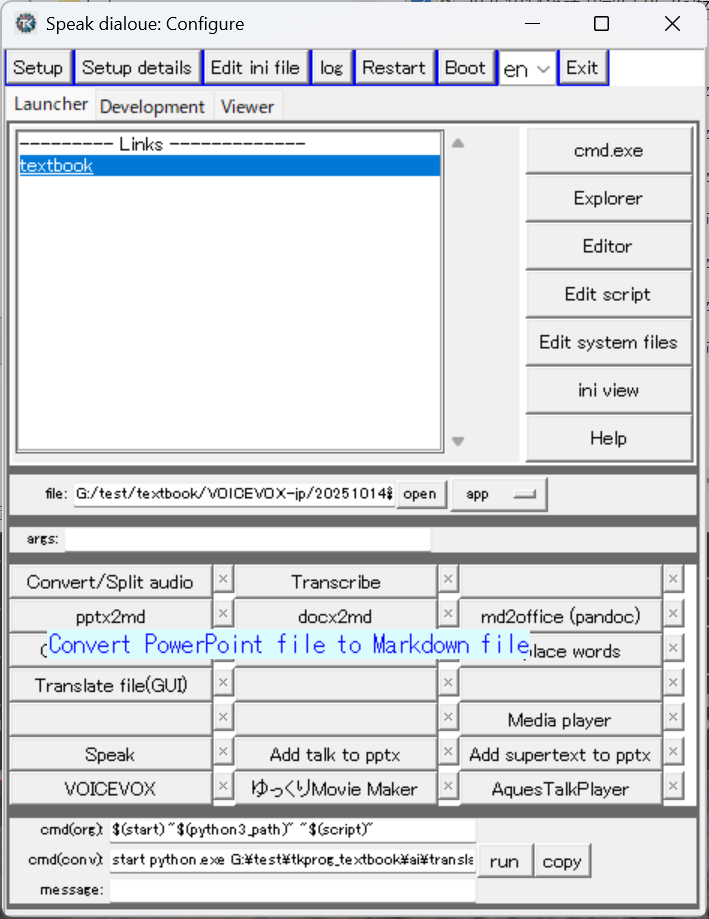 Speak dialoue: Configure
Setup Setup details Edit ini file log Restart Boot en Exit
Launcher Development Viewer
--------- Links -------------
textbook
cmd.exe
Explorer
Editor
Edit script
Edit system files
ini view
Help
file: G:/test/textbook/VOICEVOX-jp/20251014 open app
args:
Convert/Split audio × Transcribe × ×
pptx2md × docx2md × md2office (pandoc) ×
Convert PowerPoint file to Markdown file
lace words ×
Translate file(GUI) × × ×
× × Media player ×
Speak × Add talk to pptx × Add supertext to pptx ×
VOICEVOX × ゆっくりMovie Maker × AquesTalkPlayer ×
cmd(org): $(start) "$(python3_path)" "$(script)"
cmd(conv): start python.exe G:¥test¥tkprog_textbook¥ai¥transla run copy
message: